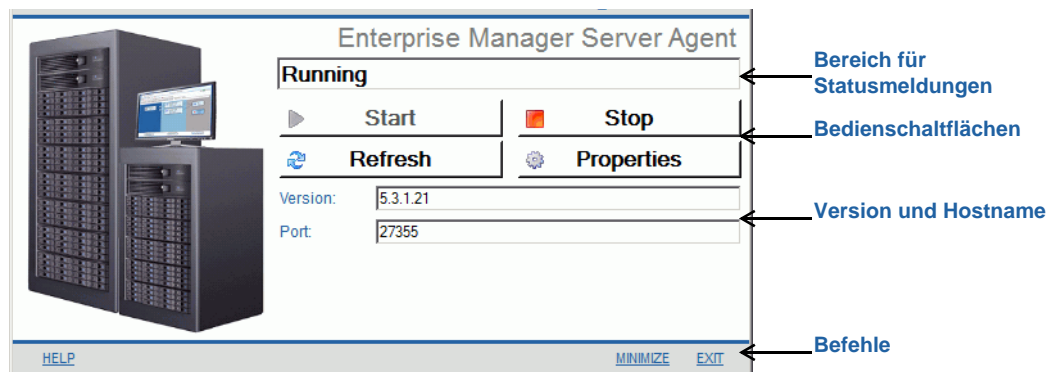 Enterprise Manager Server Agent
Running
Bereich für
Statusmeldungen
Start
Stop
Bedienschaltflächen
Refresh
Properties
Version:
5.3.1.21
Version und Hostname
Port:
27355
Befehle
HELP
MINIMIZE
EXIT